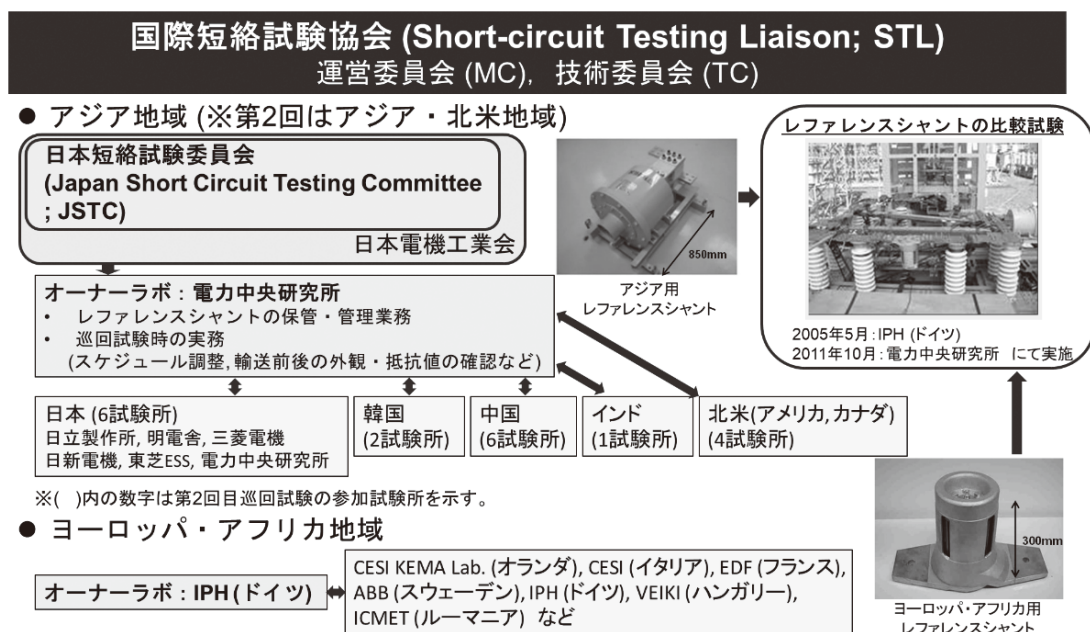 国際短絡試験協会 (Short-circuit Testing Liaison; STL)
運営委員会 (MC), 技術委員会 (TC)
● アジア地域 (※第2回はアジア・北米地域)
日本短絡試験委員会
(Japan Short Circuit Testing Committee
; JSTC)
日本電機工業会
850mm
アジア用
レファレンスシャント
レファレンスシャントの比較試験
2005年5月:IPH (ドイツ)
2011年10月:電力中央研究所 にて実施
オーナーラボ : 電力中央研究所
・ レファレンスシャントの保管・管理業務
・ 巡回試験時の実務
(スケジュール調整, 輸送前後の外観・抵抗値の確認など)
日本 (6試験所)
日立製作所, 明電舎, 三菱電機
日新電機, 東芝ESS, 電力中央研究所
韓国
(2試験所)
中国
(6試験所)
インド
(1試験所)
北米(アメリカ, カナダ)
(4試験所)
※( )内の数字は第2回目巡回試験の参加試験所を示す。
● ヨーロッパ・アフリカ地域
オーナーラボ : IPH (ドイツ)
CESI KEMA Lab. (オランダ), CESI (イタリア), EDF (フランス),
ABB (スウェーデン), IPH (ドイツ), VEIKI (ハンガリー),
ICMET (ルーマニア) など
300mm
ヨーロッパ・アフリカ用
レファレンスシャント